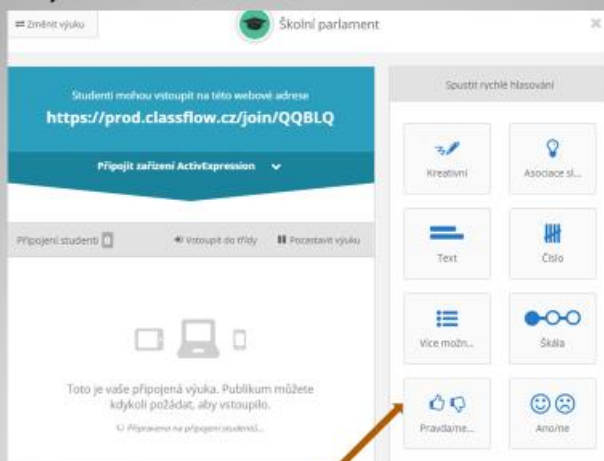 Změnit výuku
Školní parlament
Studenti mohou vstoupit na této webové adrese
https://prod.classflow.cz/join/QQBLQ
Připojit zařízení ActivExpression
Připojení studenti 0
Vstoupit do třídy
Pozastavit výuku
Toto je vaše připojená výuka. Publikum můžete
kdykoli požádat, aby vstoupilo.
Připraveno na připojení studentů...
Spustit rychlé hlasování
Kreativní
Asociace sl...
Text
Číslo
Více možn...
Škála
Pravda/ne...
Ano/ne